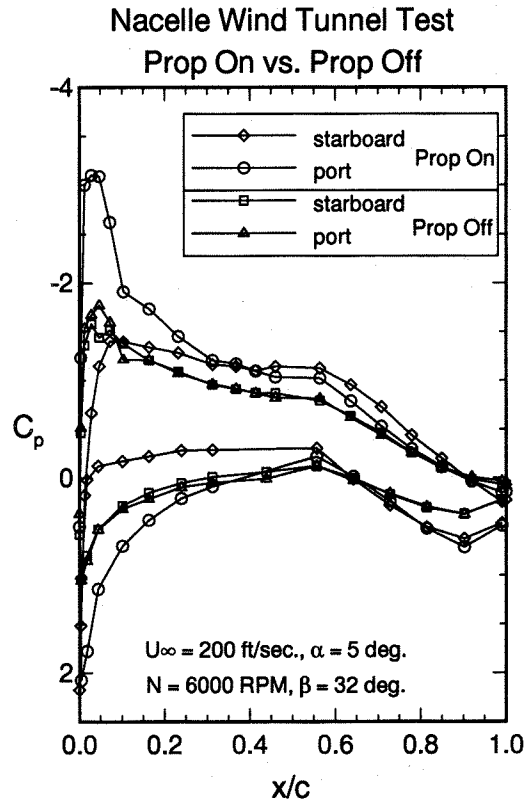 Nacelle Wind Tunnel Test
Prop On vs. Prop Off
-4
starboard
port
Prop On
starboard
port
Prop Off
-2
Cp
0
2
U∞ = 200 ft/sec., α = 5 deg.
N = 6000 RPM, β = 32 deg.
0.0 0.2 0.4 0.6 0.8 1.0
x/c